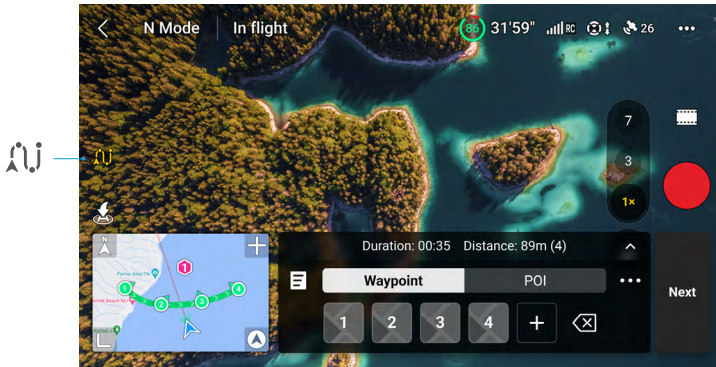 N Mode In flight 86 31'59" RC 26
7
3
1×
Duration: 00:35 Distance: 89m (4)
N
Waypoint POI
Next
1
1 2 3 4
1 2 3 4